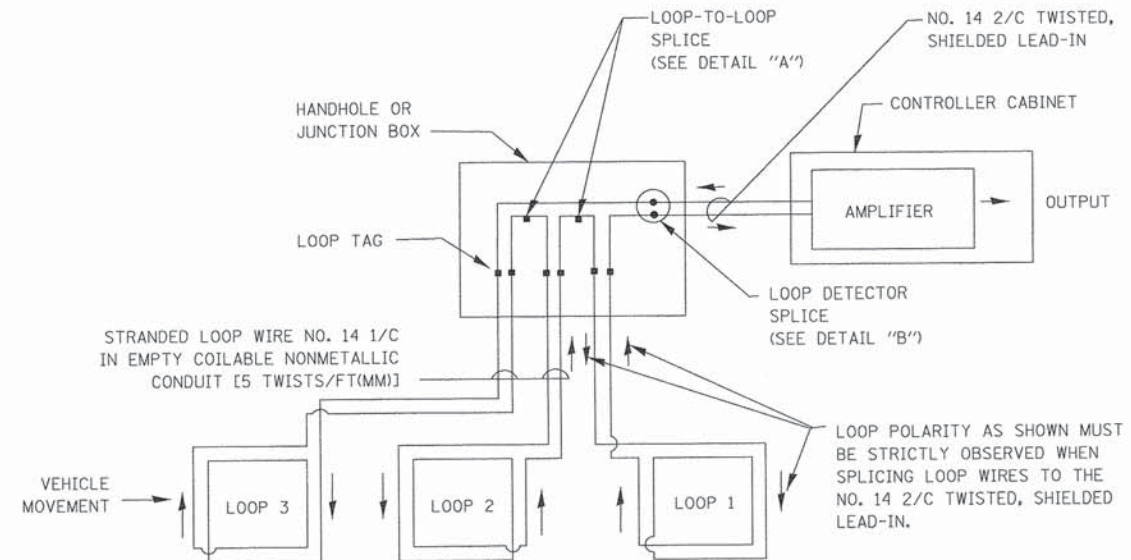 LOOP-TO-LOOP
SPLICE
(SEE DETAIL "A")
NO. 14 2/C TWISTED,
SHIELDED LEAD-IN
HANDHOLE OR
JUNCTION BOX
CONTROLLER CABINET
AMPLIFIER
OUTPUT
LOOP TAG
LOOP DETECTOR
SPLICE
(SEE DETAIL "B")
STRANDED LOOP WIRE NO. 14 1/C
IN EMPTY COILABLE NONMETALLIC
CONDUIT [5 TWISTS/FT(MM)]
LOOP POLARITY AS SHOWN MUST
BE STRICTLY OBSERVED WHEN
SPLICING LOOP WIRES TO THE
NO. 14 2/C TWISTED, SHIELDED
LEAD-IN.
VEHICLE
MOVEMENT
LOOP 3
LOOP 2
LOOP 1